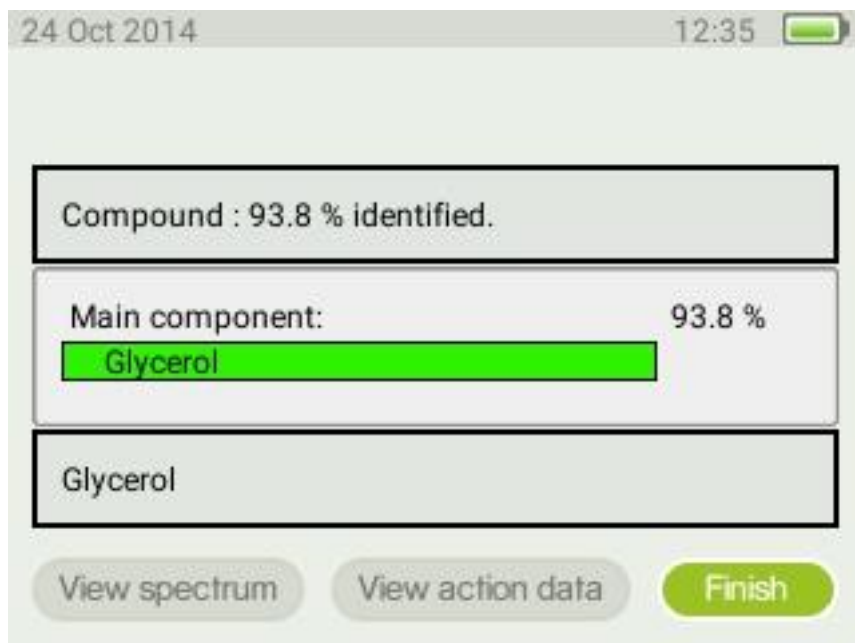 24 Oct 2014 12:35
Compound : 93.8 % identified.
Main component: 93.8 %
Glycerol
Glycerol
View spectrum View action data Finish